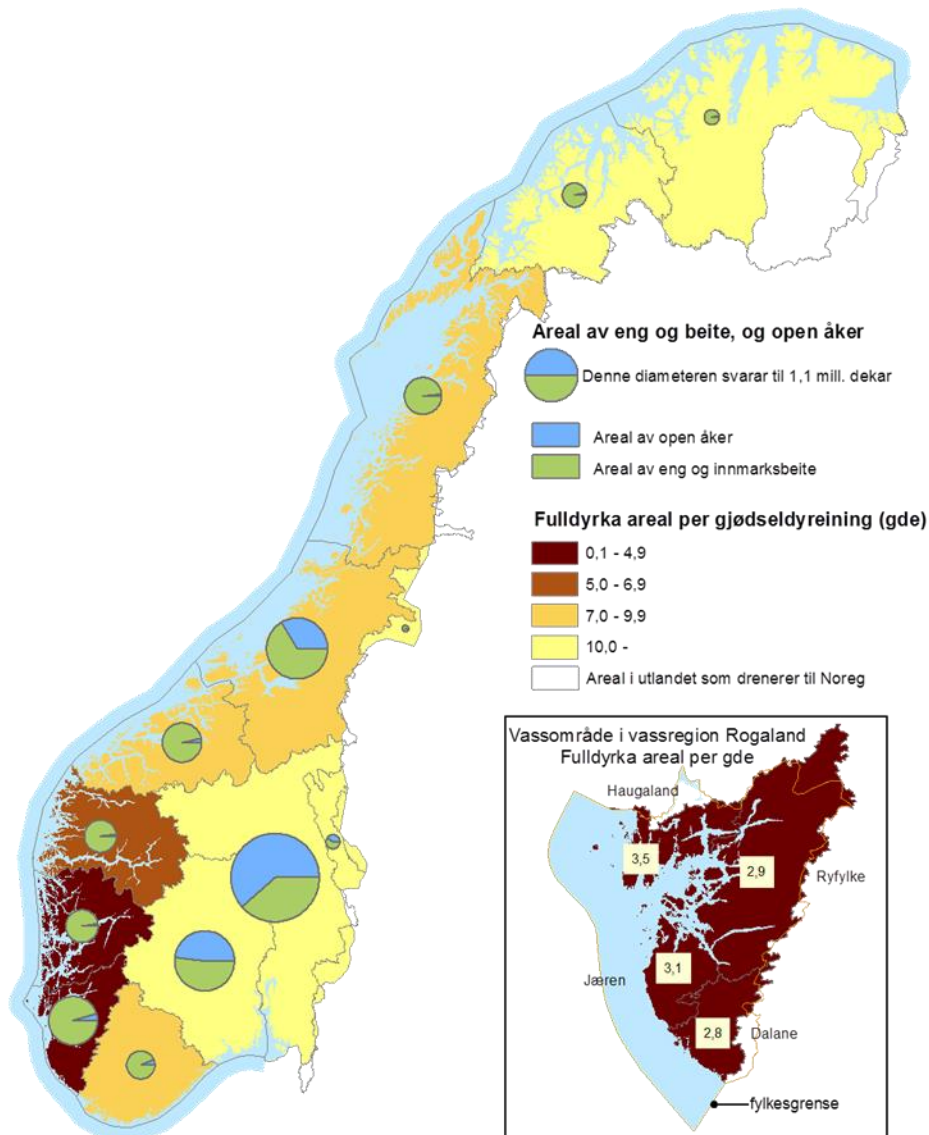 Areal av eng og beite, og open åker
Denne diameteren svarar til 1,1 mill. dekar
Areal av open åker
Areal av eng og innmarksbeite
Fulldyrka areal per gjødseldyreining (gde)
0,1 - 4,9
5,0 - 6,9
7,0 - 9,9
10,0 -
Areal i utlandet som drenerer til Noreg
Vassområde i vassregion Rogaland
Fulldyrka areal per gde
Haugaland
3,5
2,9
Ryfylke
3,1
Jæren
2,8
Dalane
fylkesgrense